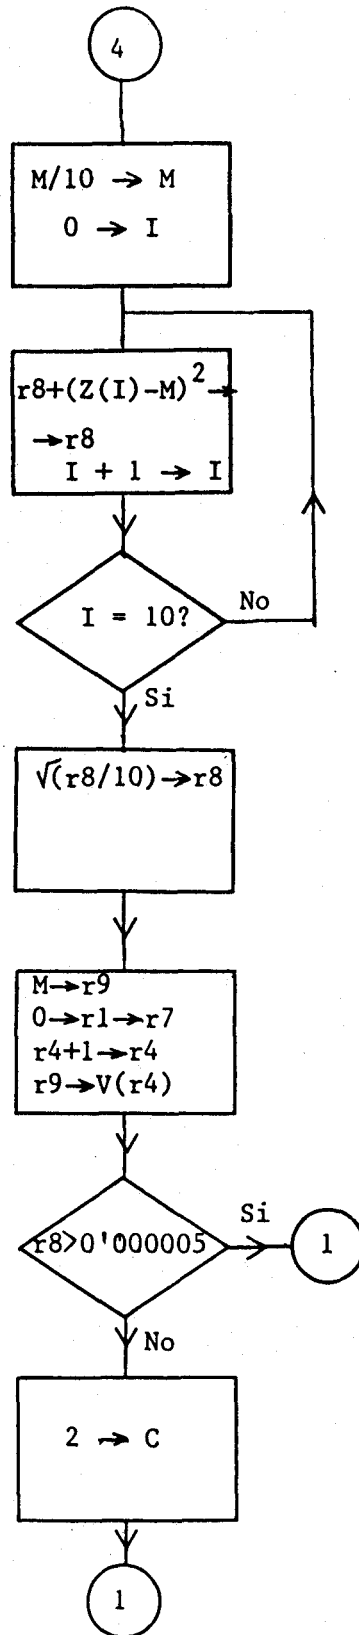 4
M/10 → M
0 → I
r8+(Z(I)-M)² →
→r8
I + 1 → I
I = 10?
No
Si
√(r8/10)→r8
M→r9
0→r1→r7
r4+1→r4
r9→V(r4)
r8>0'000005
Si
1
No
2 → C
1